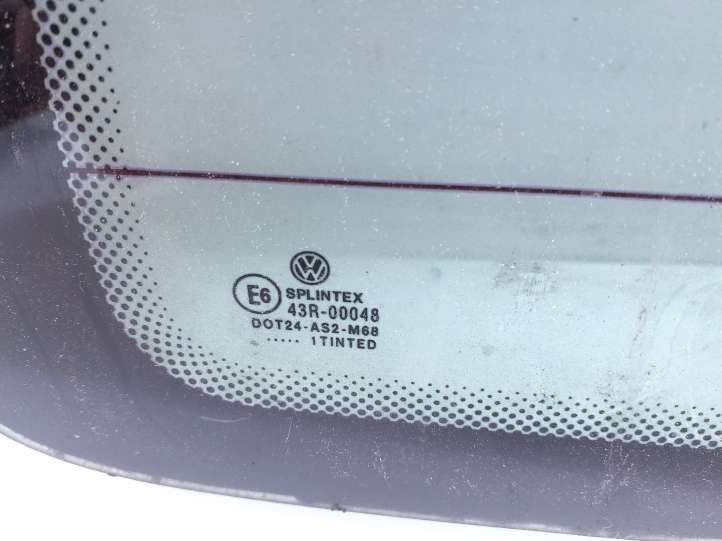 E6
SPLINTEX
43R-00048
DOT24-AS2-M68
..... 1TINTED